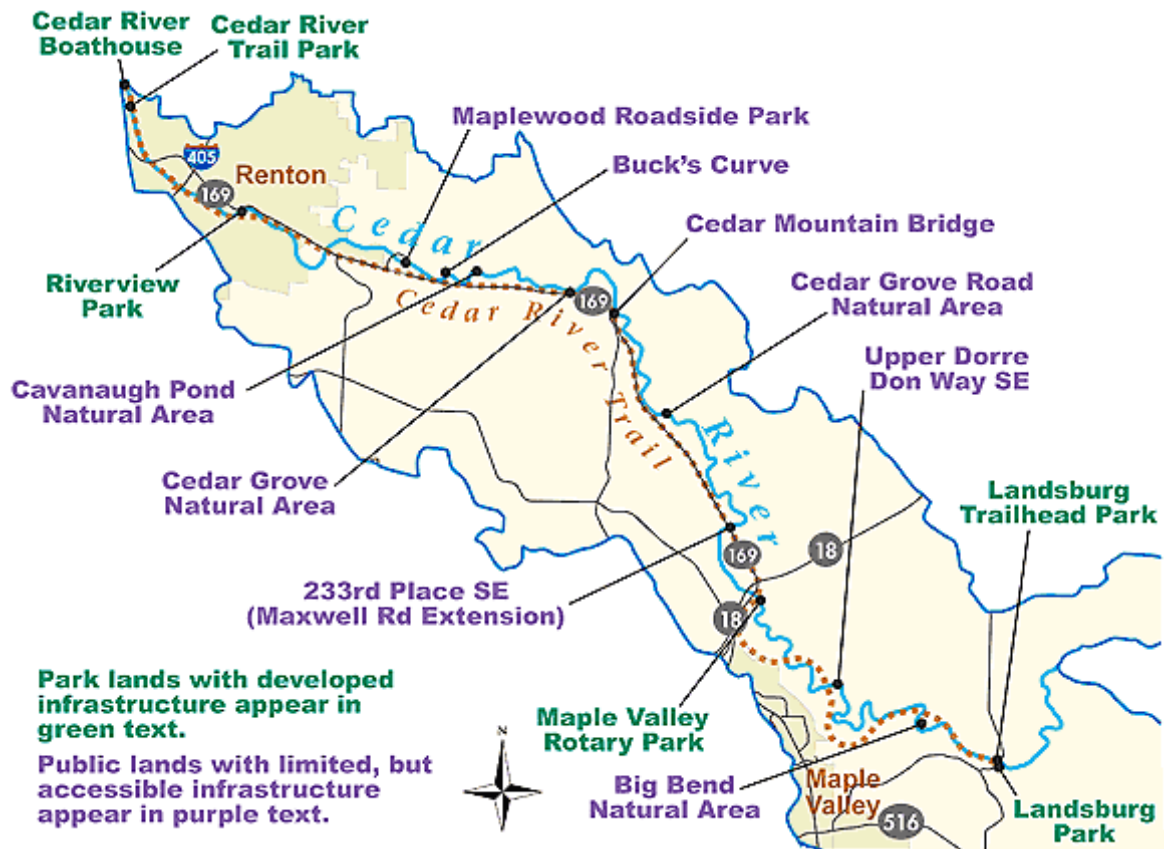 Cedar River
Boathouse
Cedar River
Trail Park
Maplewood Roadside Park
405
Renton
Buck's Curve
169
Cedar
Cedar Mountain Bridge
Riverview
Park
169
Cedar Grove Road
Natural Area
Cedar River Trail
Upper Dorre
Don Way SE
Cavanaugh Pond
Natural Area
River
Cedar Grove
Natural Area
Landsburg
Trailhead Park
169
18
233rd Place SE
(Maxwell Rd Extension)
18
Park lands with developed
infrastructure appear in
green text.
Maple Valley
Rotary Park
N
Public lands with limited, but
accessible infrastructure
appear in purple text.
Big Bend
Natural Area
Maple
Valley
Landsburg
Park
516